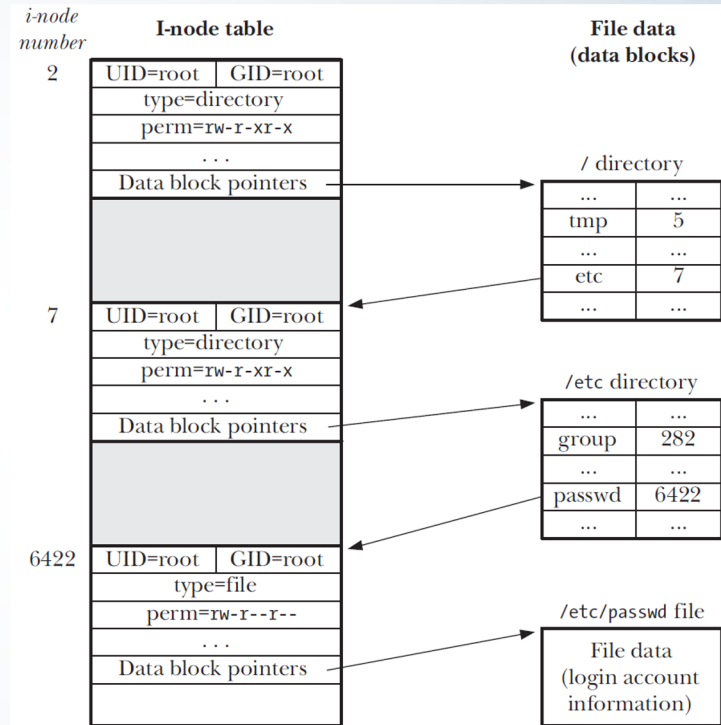 i-node
number
I-node table
File data
(data blocks)
2
UID=root GID=root
type=directory
perm=rw-r-xr-x
...
Data block pointers
/ directory
... ...
tmp 5
... ...
etc 7
... ...
7
UID=root GID=root
type=directory
perm=rw-r-xr-x
...
Data block pointers
/etc directory
... ...
group 282
... ...
passwd 6422
... ...
6422
UID=root GID=root
type=file
perm=rw-r--r--
...
Data block pointers
/etc/passwd file
File data
(login account
information)